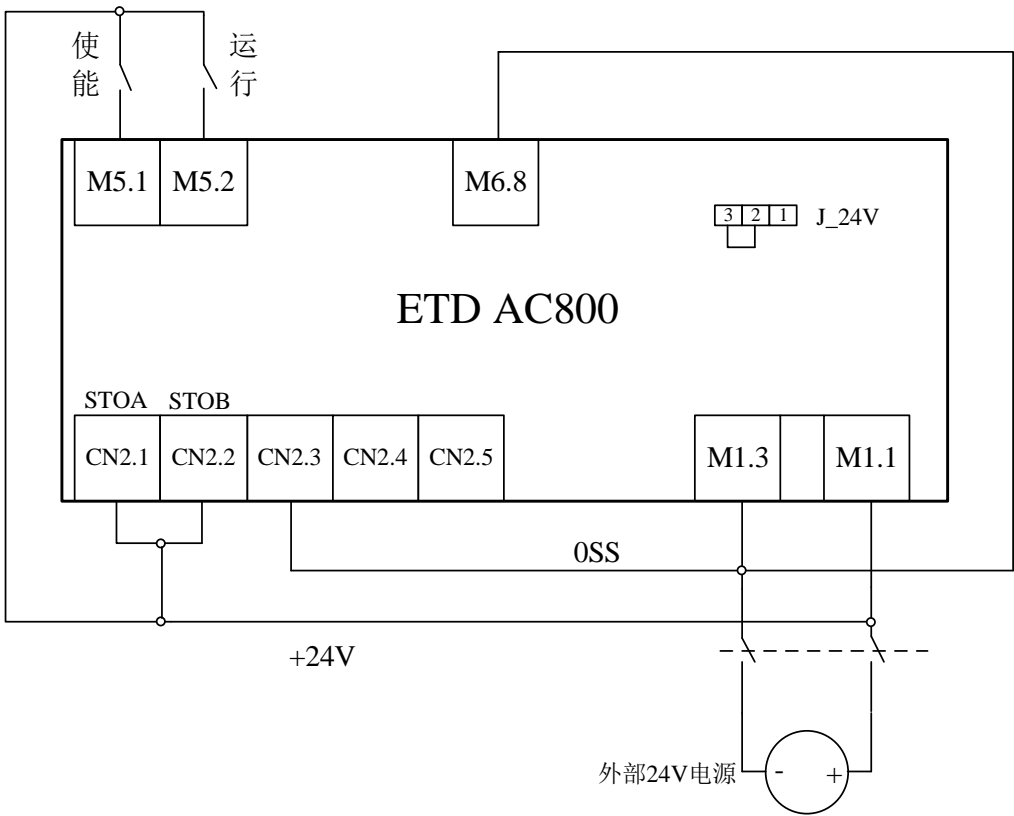 使能
运行
M5.1
M5.2
M6.8
3 2 1
J_24V
ETD AC800
STOA
STOB
CN2.1
CN2.2
CN2.3
CN2.4
CN2.5
M1.3
M1.1
0SS
+24V
外部24V电源
-
+